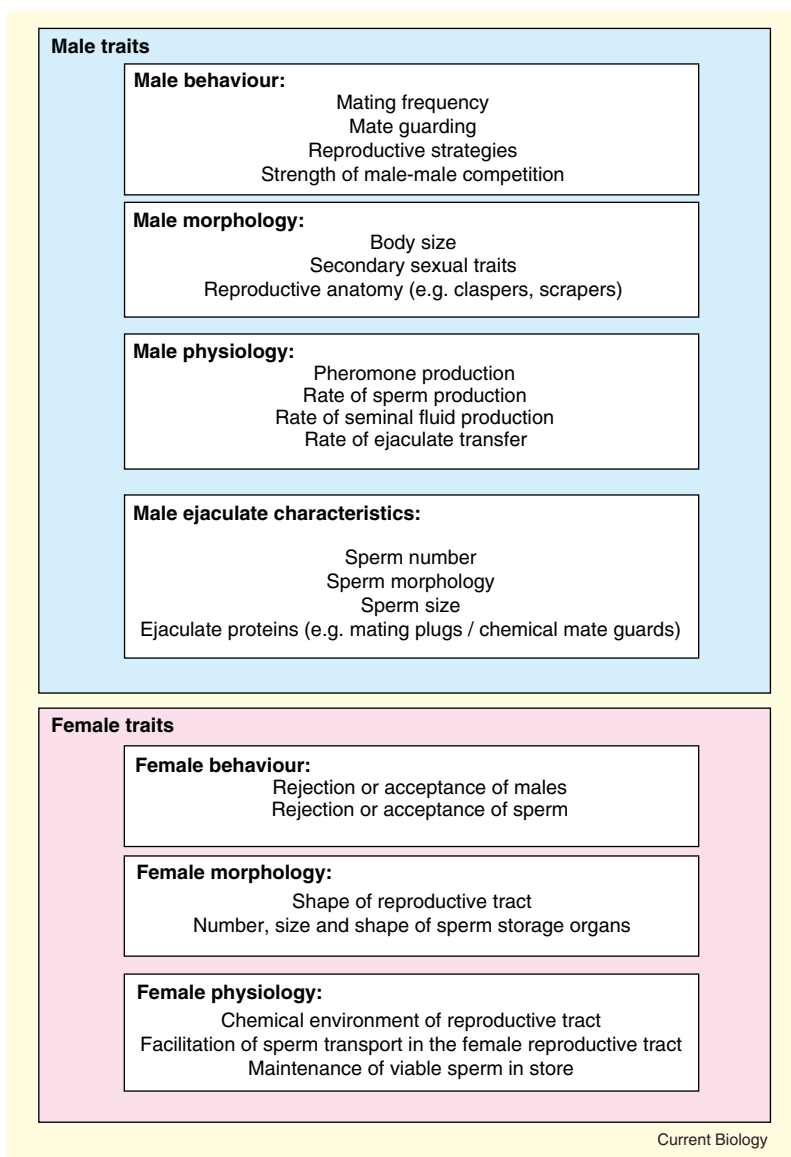 Male traits
Male behaviour:
Mating frequency
Mate guarding
Reproductive strategies
Strength of male-male competition
Male morphology:
Body size
Secondary sexual traits
Reproductive anatomy (e.g. claspers, scrapers)
Male physiology:
Pheromone production
Rate of sperm production
Rate of seminal fluid production
Rate of ejaculate transfer
Male ejaculate characteristics:
Sperm number
Sperm morphology
Sperm size
Ejaculate proteins (e.g. mating plugs / chemical mate guards)
Female traits
Female behaviour:
Rejection or acceptance of males
Rejection or acceptance of sperm
Female morphology:
Shape of reproductive tract
Number, size and shape of sperm storage organs
Female physiology:
Chemical environment of reproductive tract
Facilitation of sperm transport in the female reproductive tract
Maintenance of viable sperm in store
Current Biology